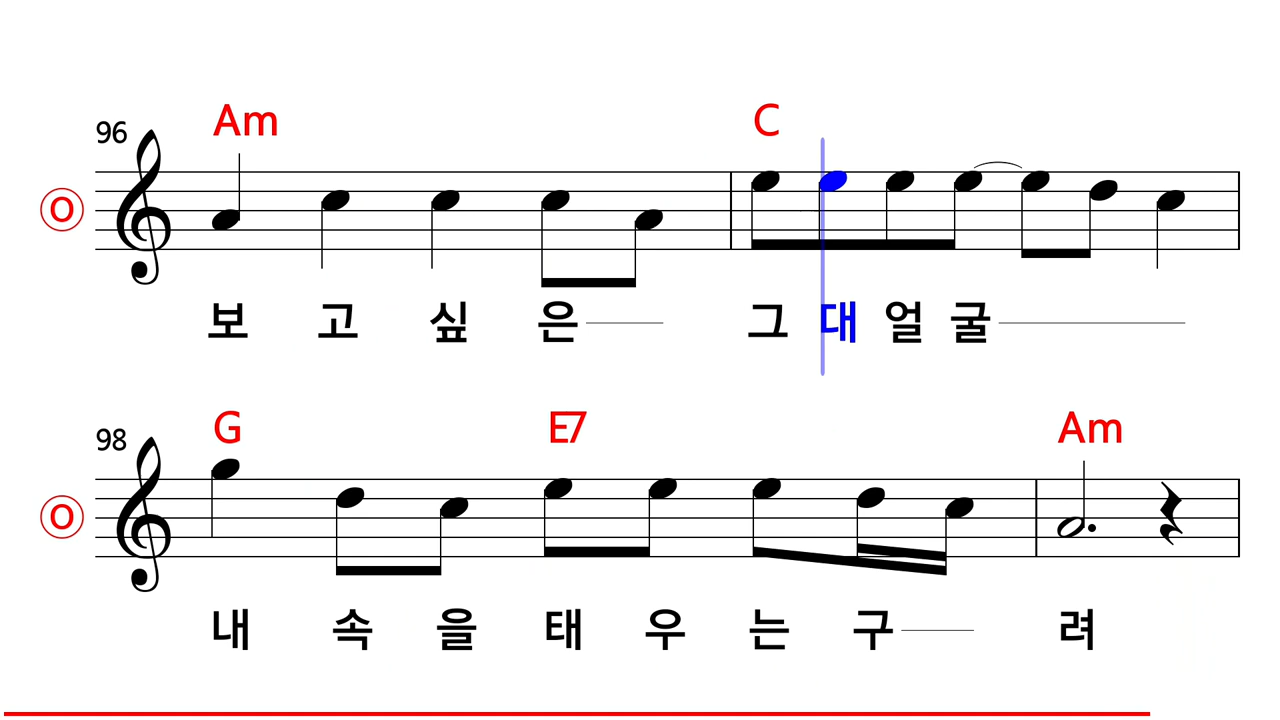 Am C
96
O
보 고 싶 은 그 대 얼 굴
G E7 Am
98
O
내 속 을 태 우 는 구 려